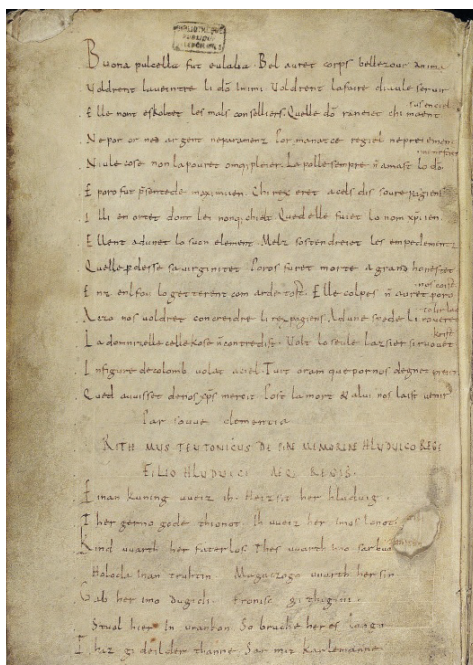 Buona pulcella fut eulalia. Bel auret corps bellezour anima
Voldrent la veintre li do inimi. Voldrent la faire diaule seruir
Elle nont eskoltet les mals conselliers. Quelle do raneiet chi maent sus en ciel
Ne por or ned argent ne paramenz. Por manatce regiel ne preiement
Niule cose non la pouret omq; pleier. La polle sempre n amast lo do menestier
E poro fut psentede maximiien. Chi rex eret a cels dis soure pagiens
Il li enortet dont lei nonq; chielt. Qued elle fuiet lo nom xpiien.
Ellent adunet lo suon element. Melz sostendreiet les empedementz
Quelle perdesse sa virginitet. Poros furet morte a grand honestet
Enz enl fou lo getterent com arde tost. Elle colpes n auret poro nos coist
Aezo nos voldret concreidre li rex pagiens. Ad une spede li roueret tolir lo chief
La domnizelle celle kose n contredist. Volt lo seule lazsier si ruouet krist
In figure de colomb volat a ciel. Tuit oram que por nos degnet preier
Qued auuisset de nos xps mercit. Post la mort & a lui nos laist venir
Par souue clementia
RITHMUS TEUTONICUS DE PIAE MEMORIAE HLUDUICO REGE
FILIO HLUDUICI AEQ; REGIS.
Einan kuning uueiz ih. Heizsit her hluduig.
Ther gerno gode thionot. Ih uueiz her imos lonot.
Kind uuarth her faterlos. Thes uuarth imo sar buoz
Holoda inan truhtin. Magaczogo uuarth her sin
Gab her imo dugidi. Fronisc githigini.
Stual hier in urankon. So bruche her es lango.
Thaz gideilder thanne. Sar mit karlemanne.